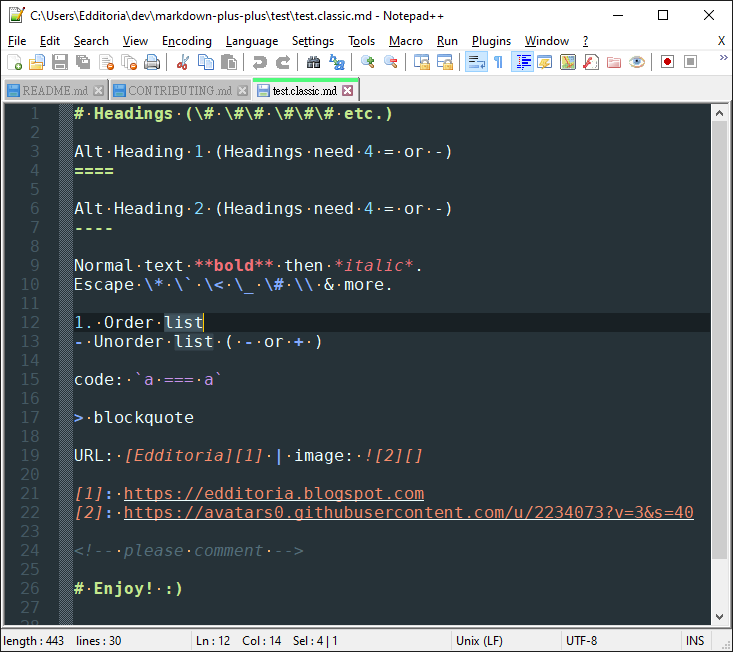 C:\Users\Edditoria\dev\markdown-plus-plus\test\test.classic.md - Notepad++
File Edit Search View Encoding Language Settings Tools Macro Run Plugins Window ? X
README.md CONTRIBUTING.md test.classic.md
1 # Headings (\# \#\# \#\#\# etc.)
2
3 Alt Heading 1 (Headings need 4 = or -)
4 ====
5
6 Alt Heading 2 (Headings need 4 = or -)
7 ----
8
9 Normal text **bold** then *italic*.
10 Escape \* \` \< \_ \# \\ & more.
11
12 1. Order list
13 - Unorder list ( - or + )
14
15 code: `a === a`
16
17 > blockquote
18
19 URL: [Edditoria][1] | image: ![2][]
20
21 [1]: https://edditoria.blogspot.com
22 [2]: https://avatars0.githubusercontent.com/u/2234073?v=3&s=40
23
24 <!-- please comment -->
25
26 # Enjoy! :)
27
28
length : 443 lines : 30 Ln : 12 Col : 14 Sel : 4 | 1 Unix (LF) UTF-8 INS